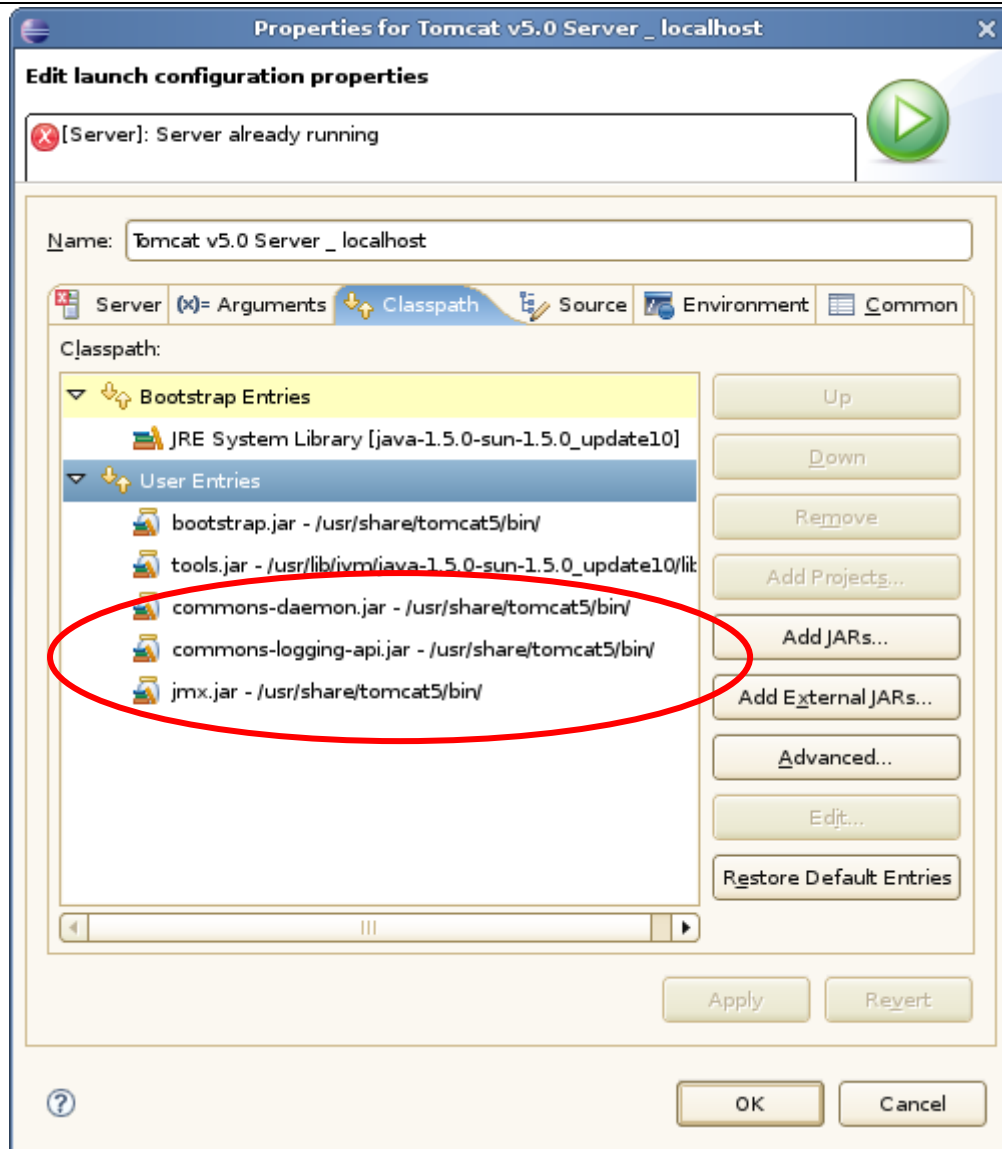 Properties for Tomcat v5.0 Server _ localhost
Edit launch configuration properties
[Server]: Server already running
Name: Tomcat v5.0 Server _ localhost
Server (x)= Arguments Classpath Source Environment Common
Classpath:
Bootstrap Entries
JRE System Library [java-1.5.0-sun-1.5.0_update10]
User Entries
bootstrap.jar - /usr/share/tomcat5/bin/
tools.jar - /usr/lib/jvm/java-1.5.0-sun-1.5.0_update10/lib
commons-daemon.jar - /usr/share/tomcat5/bin/
commons-logging-api.jar - /usr/share/tomcat5/bin/
jmx.jar - /usr/share/tomcat5/bin/
Up
Down
Remove
Add Projects...
Add JARs...
Add External JARs...
Advanced...
Edit...
Restore Default Entries
Apply Revert
OK Cancel